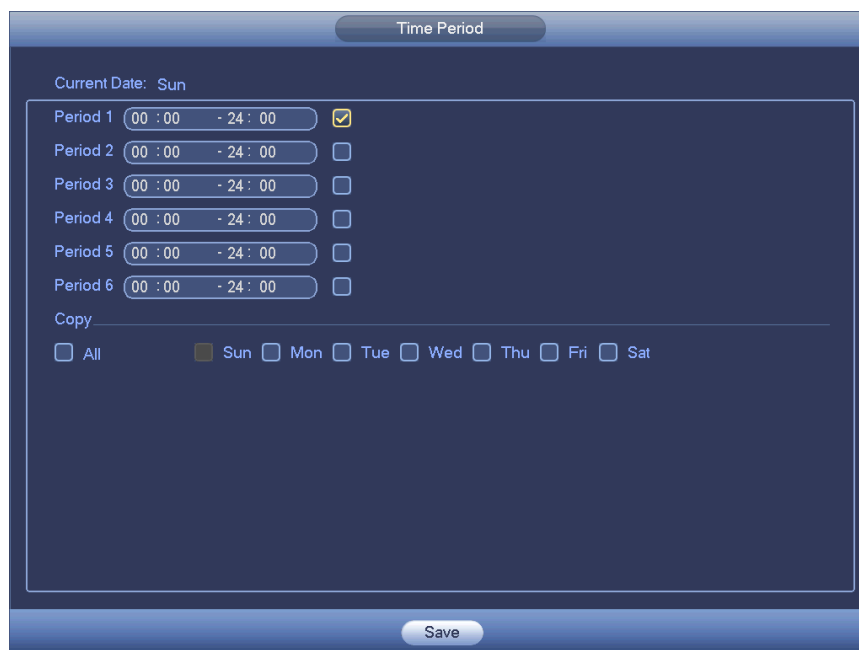 Time Period
Current Date: Sun
Period 1 00 :00 - 24 : 00
Period 2 00 :00 - 24 : 00
Period 3 00 :00 - 24 : 00
Period 4 00 :00 - 24 : 00
Period 5 00 :00 - 24 : 00
Period 6 00 :00 - 24 : 00
Copy
All Sun Mon Tue Wed Thu Fri Sat
Save